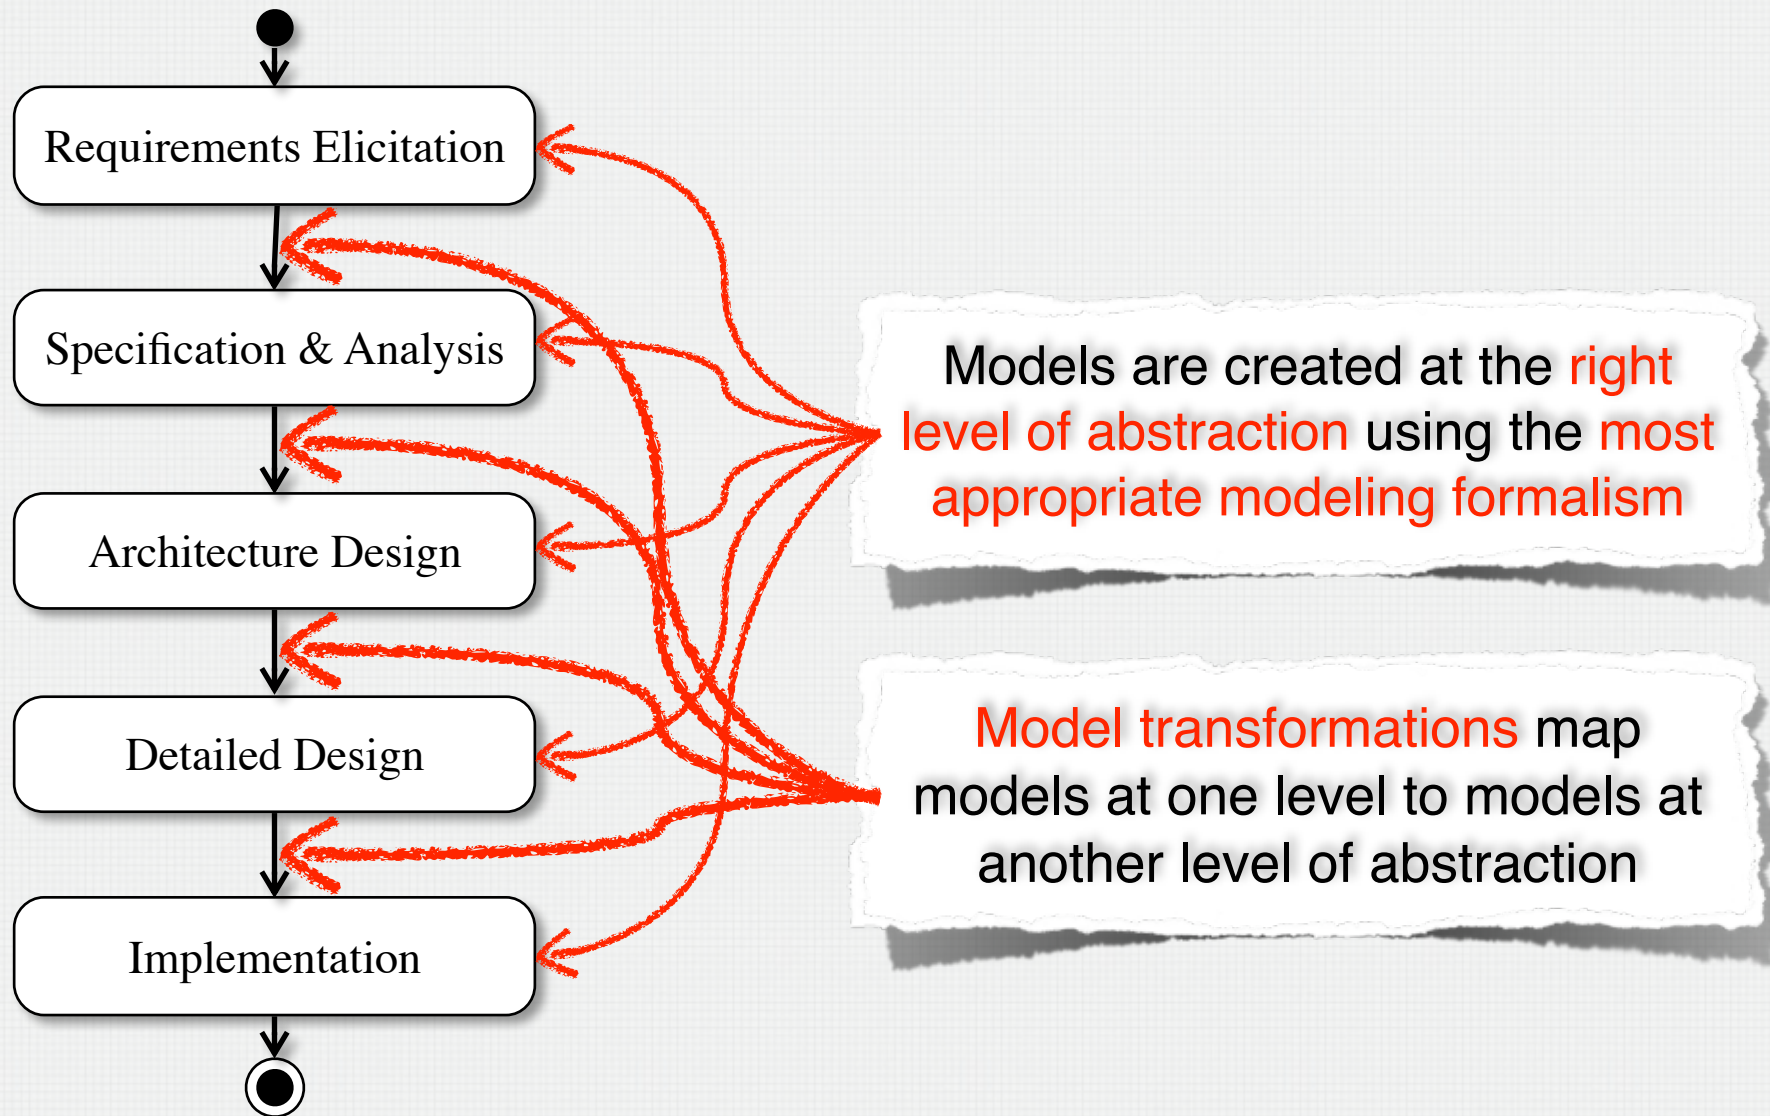 Requirements Elicitation
Specification & Analysis
Architecture Design
Detailed Design
Implementation
Models are created at the right
level of abstraction using the most
appropriate modeling formalism
Model transformations map
models at one level to models at
another level of abstraction